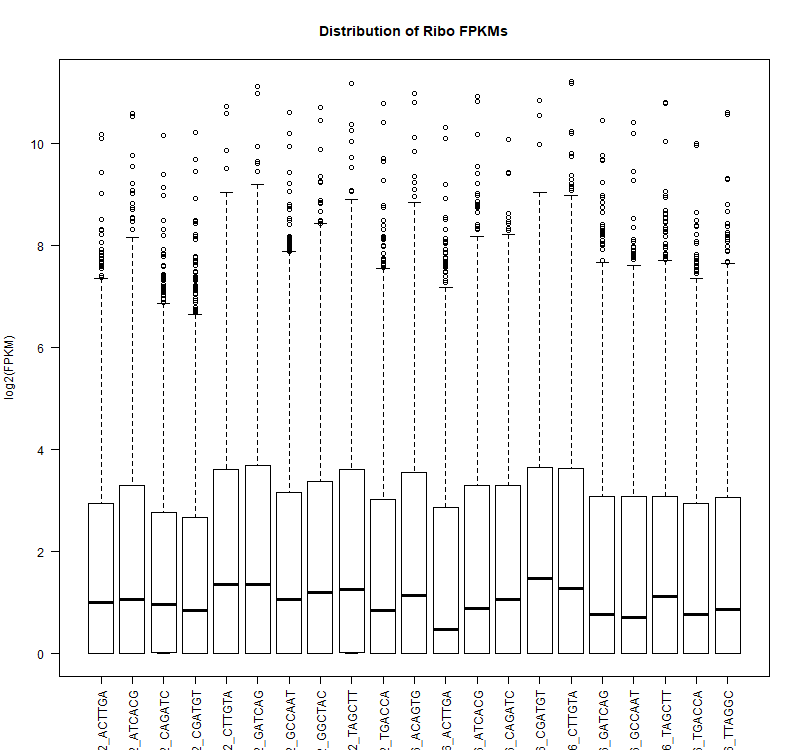 Distribution of Ribo FPKMs
log2(FPKM)
10
8
6
4
2
0
2_ACTTGA
2_ATCACG
2_CAGATC
2_CGATGT
2_CTTGTA
2_GATCAG
2_GCCAAT
2_GGCTAC
2_TAGCTT
2_TGACCA
6_ACAGTG
6_ACTTGA
6_ATCACG
6_CAGATC
6_CGATGT
6_CTTGTA
6_GATCAG
6_GCCAAT
6_TAGCTT
6_TGACCA
6_TTAGGC